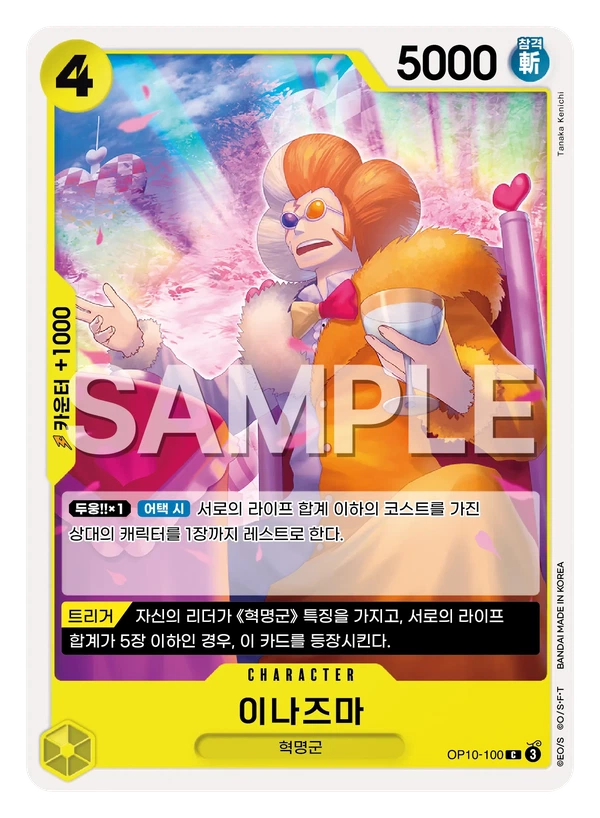 4
5000
참격
斬
Tanaka Kenichi
카운터 +1000
SAMPLE
두웅!!×1 어택 시 서로의 라이프 합계 이하의 코스트를 가진
상대의 캐릭터를 1장까지 레스트로 한다.
트리거 자신의 리더가 《혁명군》 특징을 가지고, 서로의 라이프
합계가 5장 이하인 경우, 이 카드를 등장시킨다.
CHARACTER
이나즈마
혁명군
OP10-100 C 3
©EO/S ©O/S·F·T BANDAI MADE IN KOREA